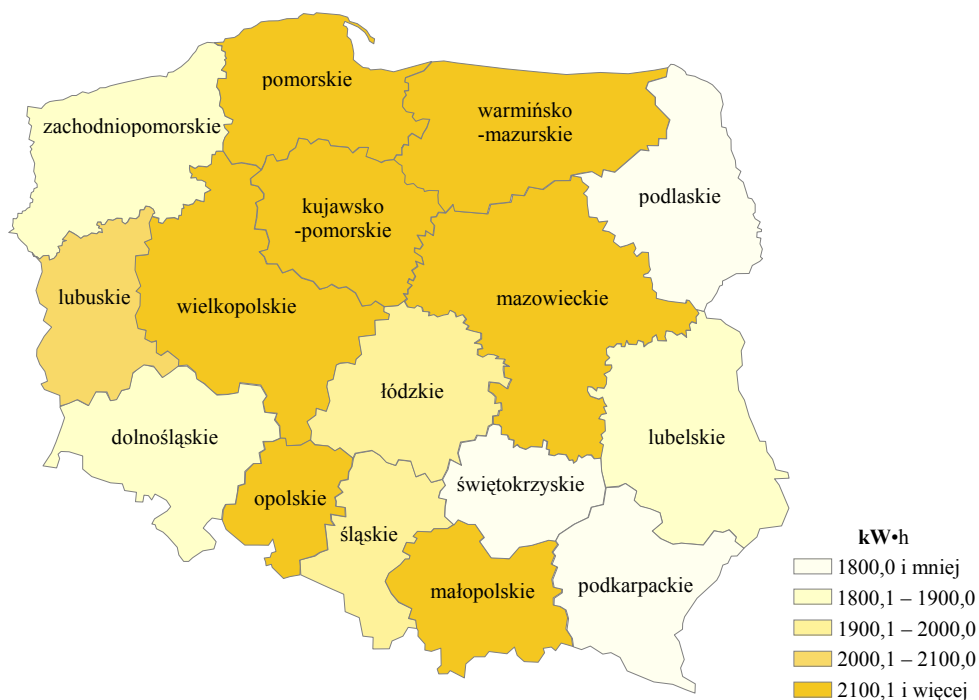 pomorskie
zachodniopomorskie
warmińsko
-mazurskie
podlaskie
kujawsko
-pomorskie
lubuskie
wielkopolskie
mazowieckie
łódzkie
dolnośląskie
lubelskie
opolskie
świętokrzyskie
śląskie
małopolskie
podkarpackie
kW•h
1800,0 i mniej
1800,1 – 1900,0
1900,1 – 2000,0
2000,1 – 2100,0
2100,1 i więcej